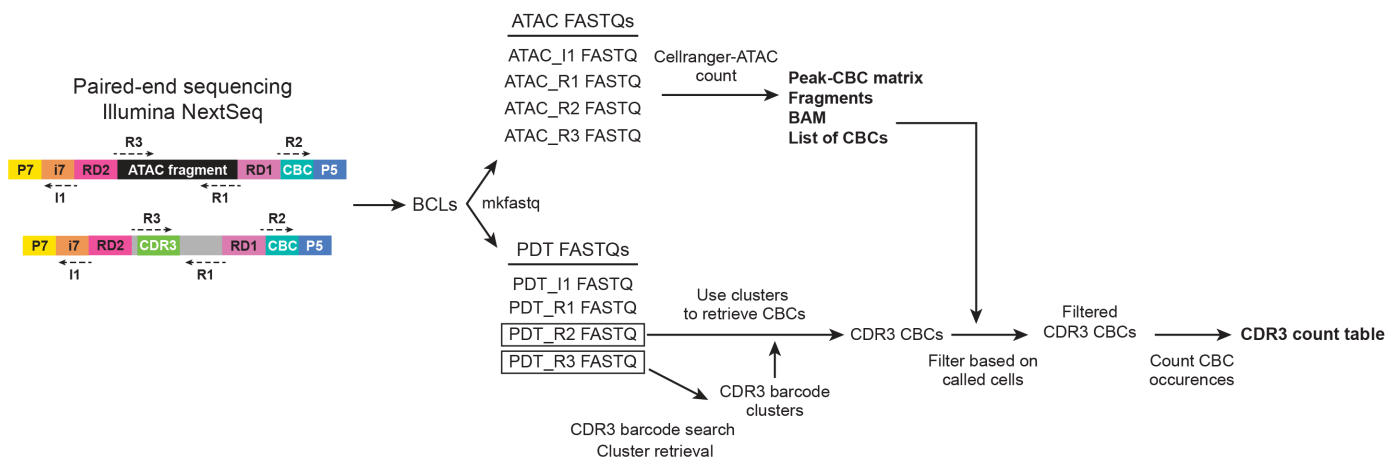 Paired-end sequencing
Illumina NextSeq
R3
R2
P7 i7 RD2 ATAC fragment RD1 CBC P5
I1
R1
R3
R2
P7 i7 RD2 CDR3 RD1 CBC P5
I1
R1
BCLs
mkfastq
ATAC FASTQs
ATAC_I1 FASTQ
ATAC_R1 FASTQ
ATAC_R2 FASTQ
ATAC_R3 FASTQ
Cellranger-ATAC
count
Peak-CBC matrix
Fragments
BAM
List of CBCs
PDT FASTQs
PDT_I1 FASTQ
PDT_R1 FASTQ
PDT_R2 FASTQ
PDT_R3 FASTQ
Use clusters
to retrieve CBCs
CDR3 barcode
clusters
CDR3 barcode search
Cluster retrieval
CDR3 CBCs
Filter based on
called cells
Filtered
CDR3 CBCs
Count CBC
occurences
CDR3 count table